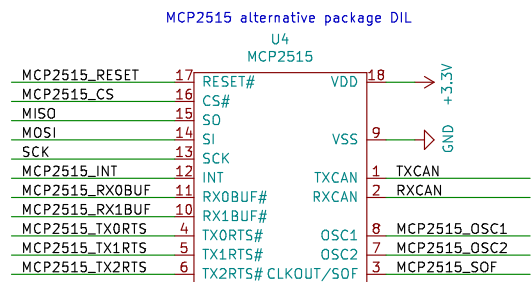 MCP2515 alternative package DIL
U4
MCP2515
MCP2515_RESET 17 RESET# VDD 18 +3.3V
MCP2515_CS 16 CS#
MISO 15 SO
MOSI 14 SI VSS 9 GND
SCK 13 SCK
MCP2515_INT 12 INT TXCAN 1 TXCAN
MCP2515_RX0BUF 11 RX0BUF# RXCAN 2 RXCAN
MCP2515_RX1BUF 10 RX1BUF#
MCP2515_TX0RTS 4 TX0RTS# OSC1 8 MCP2515_OSC1
MCP2515_TX1RTS 5 TX1RTS# OSC2 7 MCP2515_OSC2
MCP2515_TX2RTS 6 TX2RTS# CLKOUT/SOF 3 MCP2515_SOF